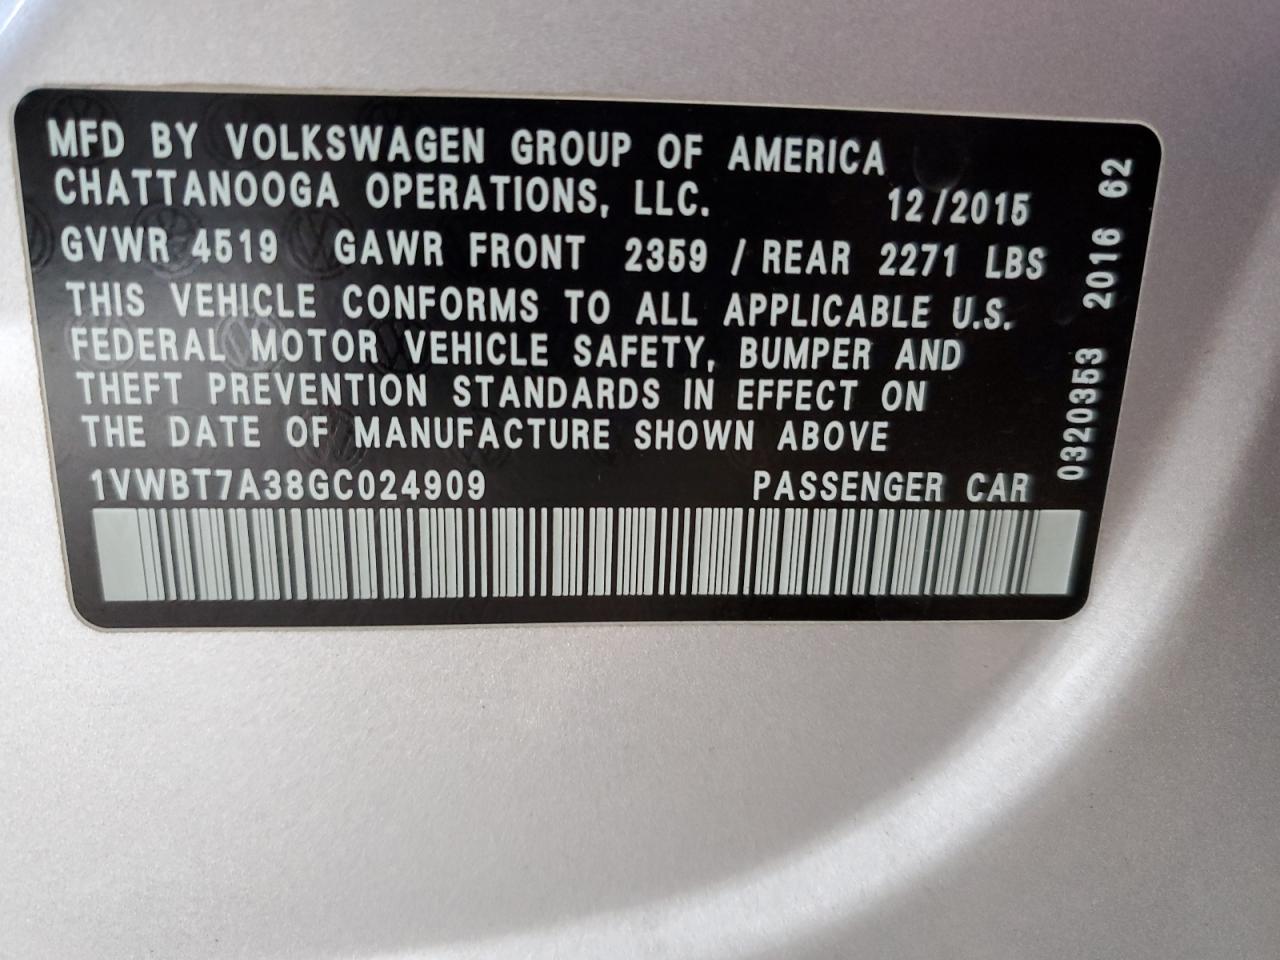 MFD BY VOLKSWAGEN GROUP OF AMERICA
CHATTANOOGA OPERATIONS, LLC. 12/2015
GVWR 4519 GAWR FRONT 2359 / REAR 2271 LBS
THIS VEHICLE CONFORMS TO ALL APPLICABLE U.S.
FEDERAL MOTOR VEHICLE SAFETY, BUMPER AND
THEFT PREVENTION STANDARDS IN EFFECT ON
THE DATE OF MANUFACTURE SHOWN ABOVE
1VWBT7A38GC024909 PASSENGER CAR
0320353 2016 62